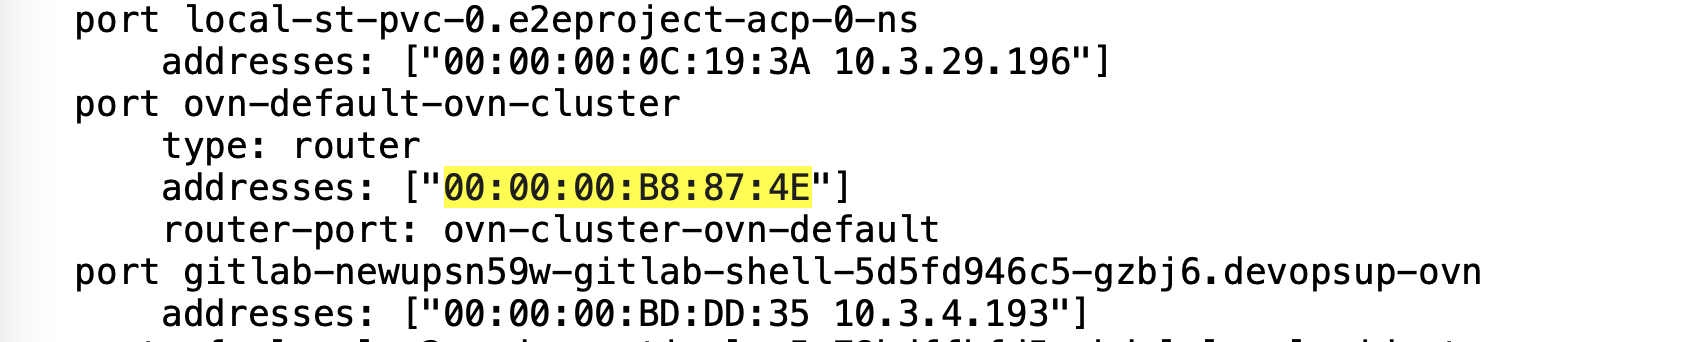 port local-st-pvc-0.e2eproject-acp-0-ns
addresses: ["00:00:00:0C:19:3A 10.3.29.196"]
port ovn-default-ovn-cluster
type: router
addresses: ["00:00:00:B8:87:4E"]
router-port: ovn-cluster-ovn-default
port gitlab-newupsn59w-gitlab-shell-5d5fd946c5-gzbj6.devopsup-ovn
addresses: ["00:00:00:BD:DD:35 10.3.4.193"]